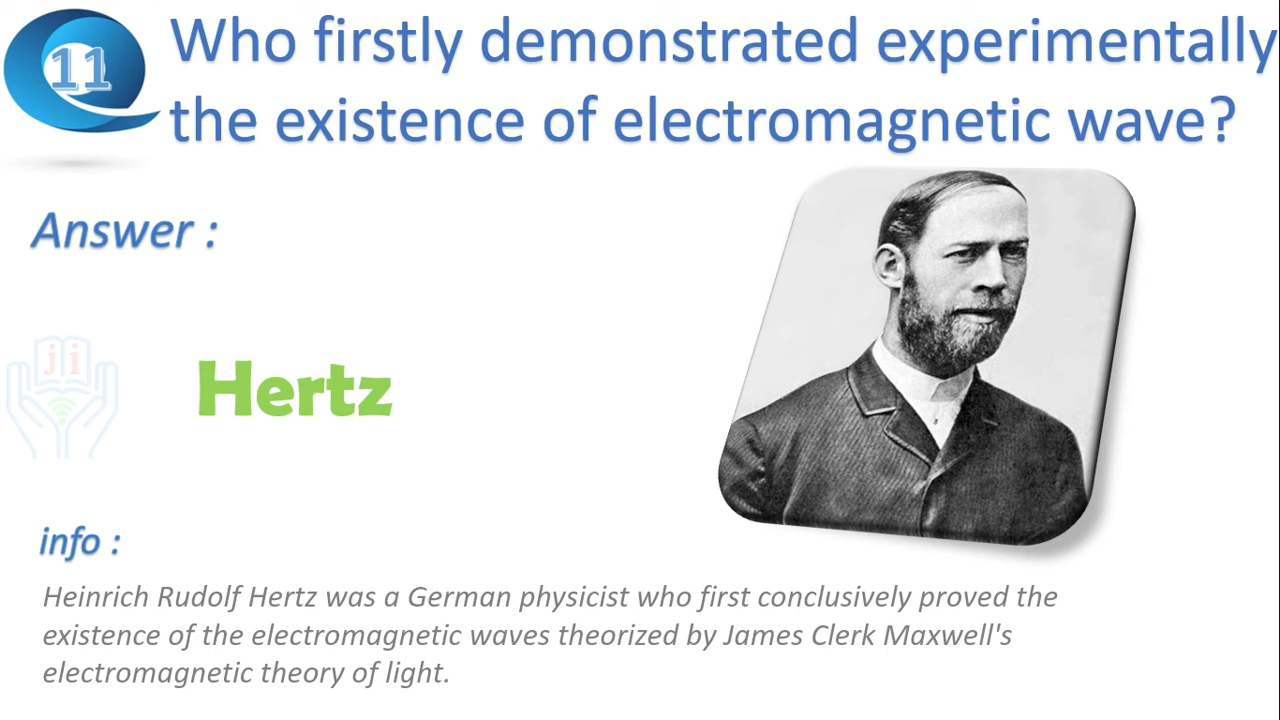 11
Who firstly demonstrated experimentally
the existence of electromagnetic wave?
Answer :
ji
Hertz
info :
Heinrich Rudolf Hertz was a German physicist who first conclusively proved the
existence of the electromagnetic waves theorized by James Clerk Maxwell's
electromagnetic theory of light.